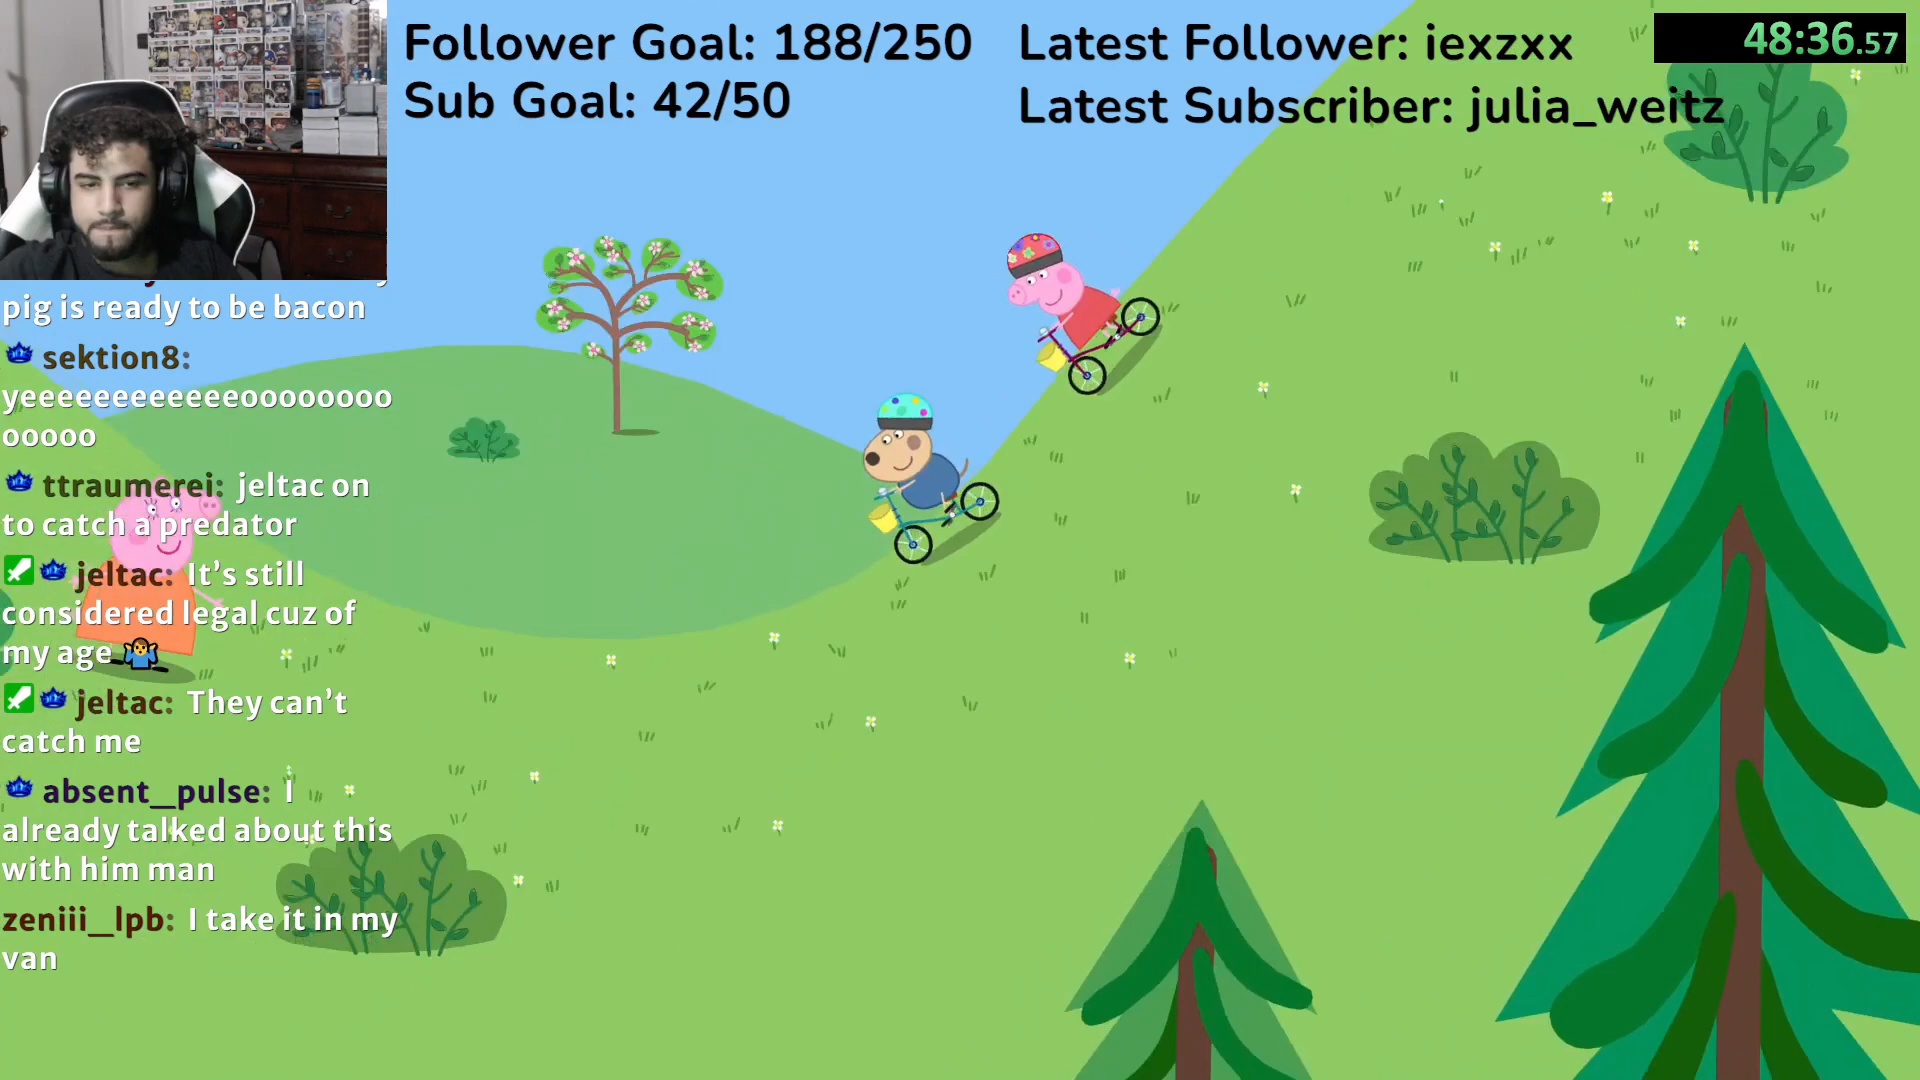 Follower Goal: 188/250
Sub Goal: 42/50
Latest Follower: iexzxx
Latest Subscriber: julia_weitz
48:36.57
pig is ready to be bacon
sektion8:
yeeeeeeeeeeeoooooooo
ooooo
ttraumerei: jeltac on
to catch a predator
jeltac: It's still
considered legal cuz of
my age 🤷‍♂️
jeltac: They can't
catch me
absent__pulse: I
already talked about this
with him man
zeniii__lpb: I take it in my
van